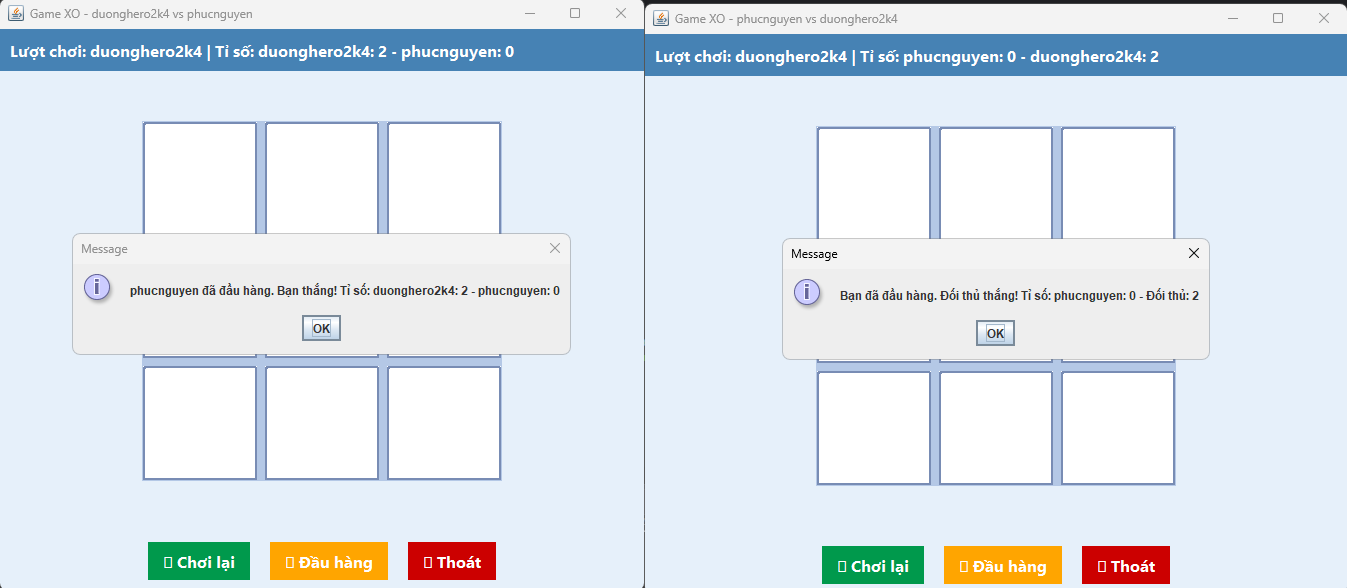 Game XO - duonghero2k4 vs phucnguyen
Lượt chơi: duonghero2k4 | Tỉ số: duonghero2k4: 2 - phucnguyen: 0
Message
phucnguyen đã đầu hàng. Bạn thắng! Tỉ số: duonghero2k4: 2 - phucnguyen: 0
OK
Chơi lại
Đầu hàng
Thoát
Game XO - phucnguyen vs duonghero2k4
Lượt chơi: duonghero2k4 | Tỉ số: phucnguyen: 0 - duonghero2k4: 2
Message
Bạn đã đầu hàng. Đối thủ thắng! Tỉ số: phucnguyen: 0 - Đối thủ: 2
OK
Chơi lại
Đầu hàng
Thoát